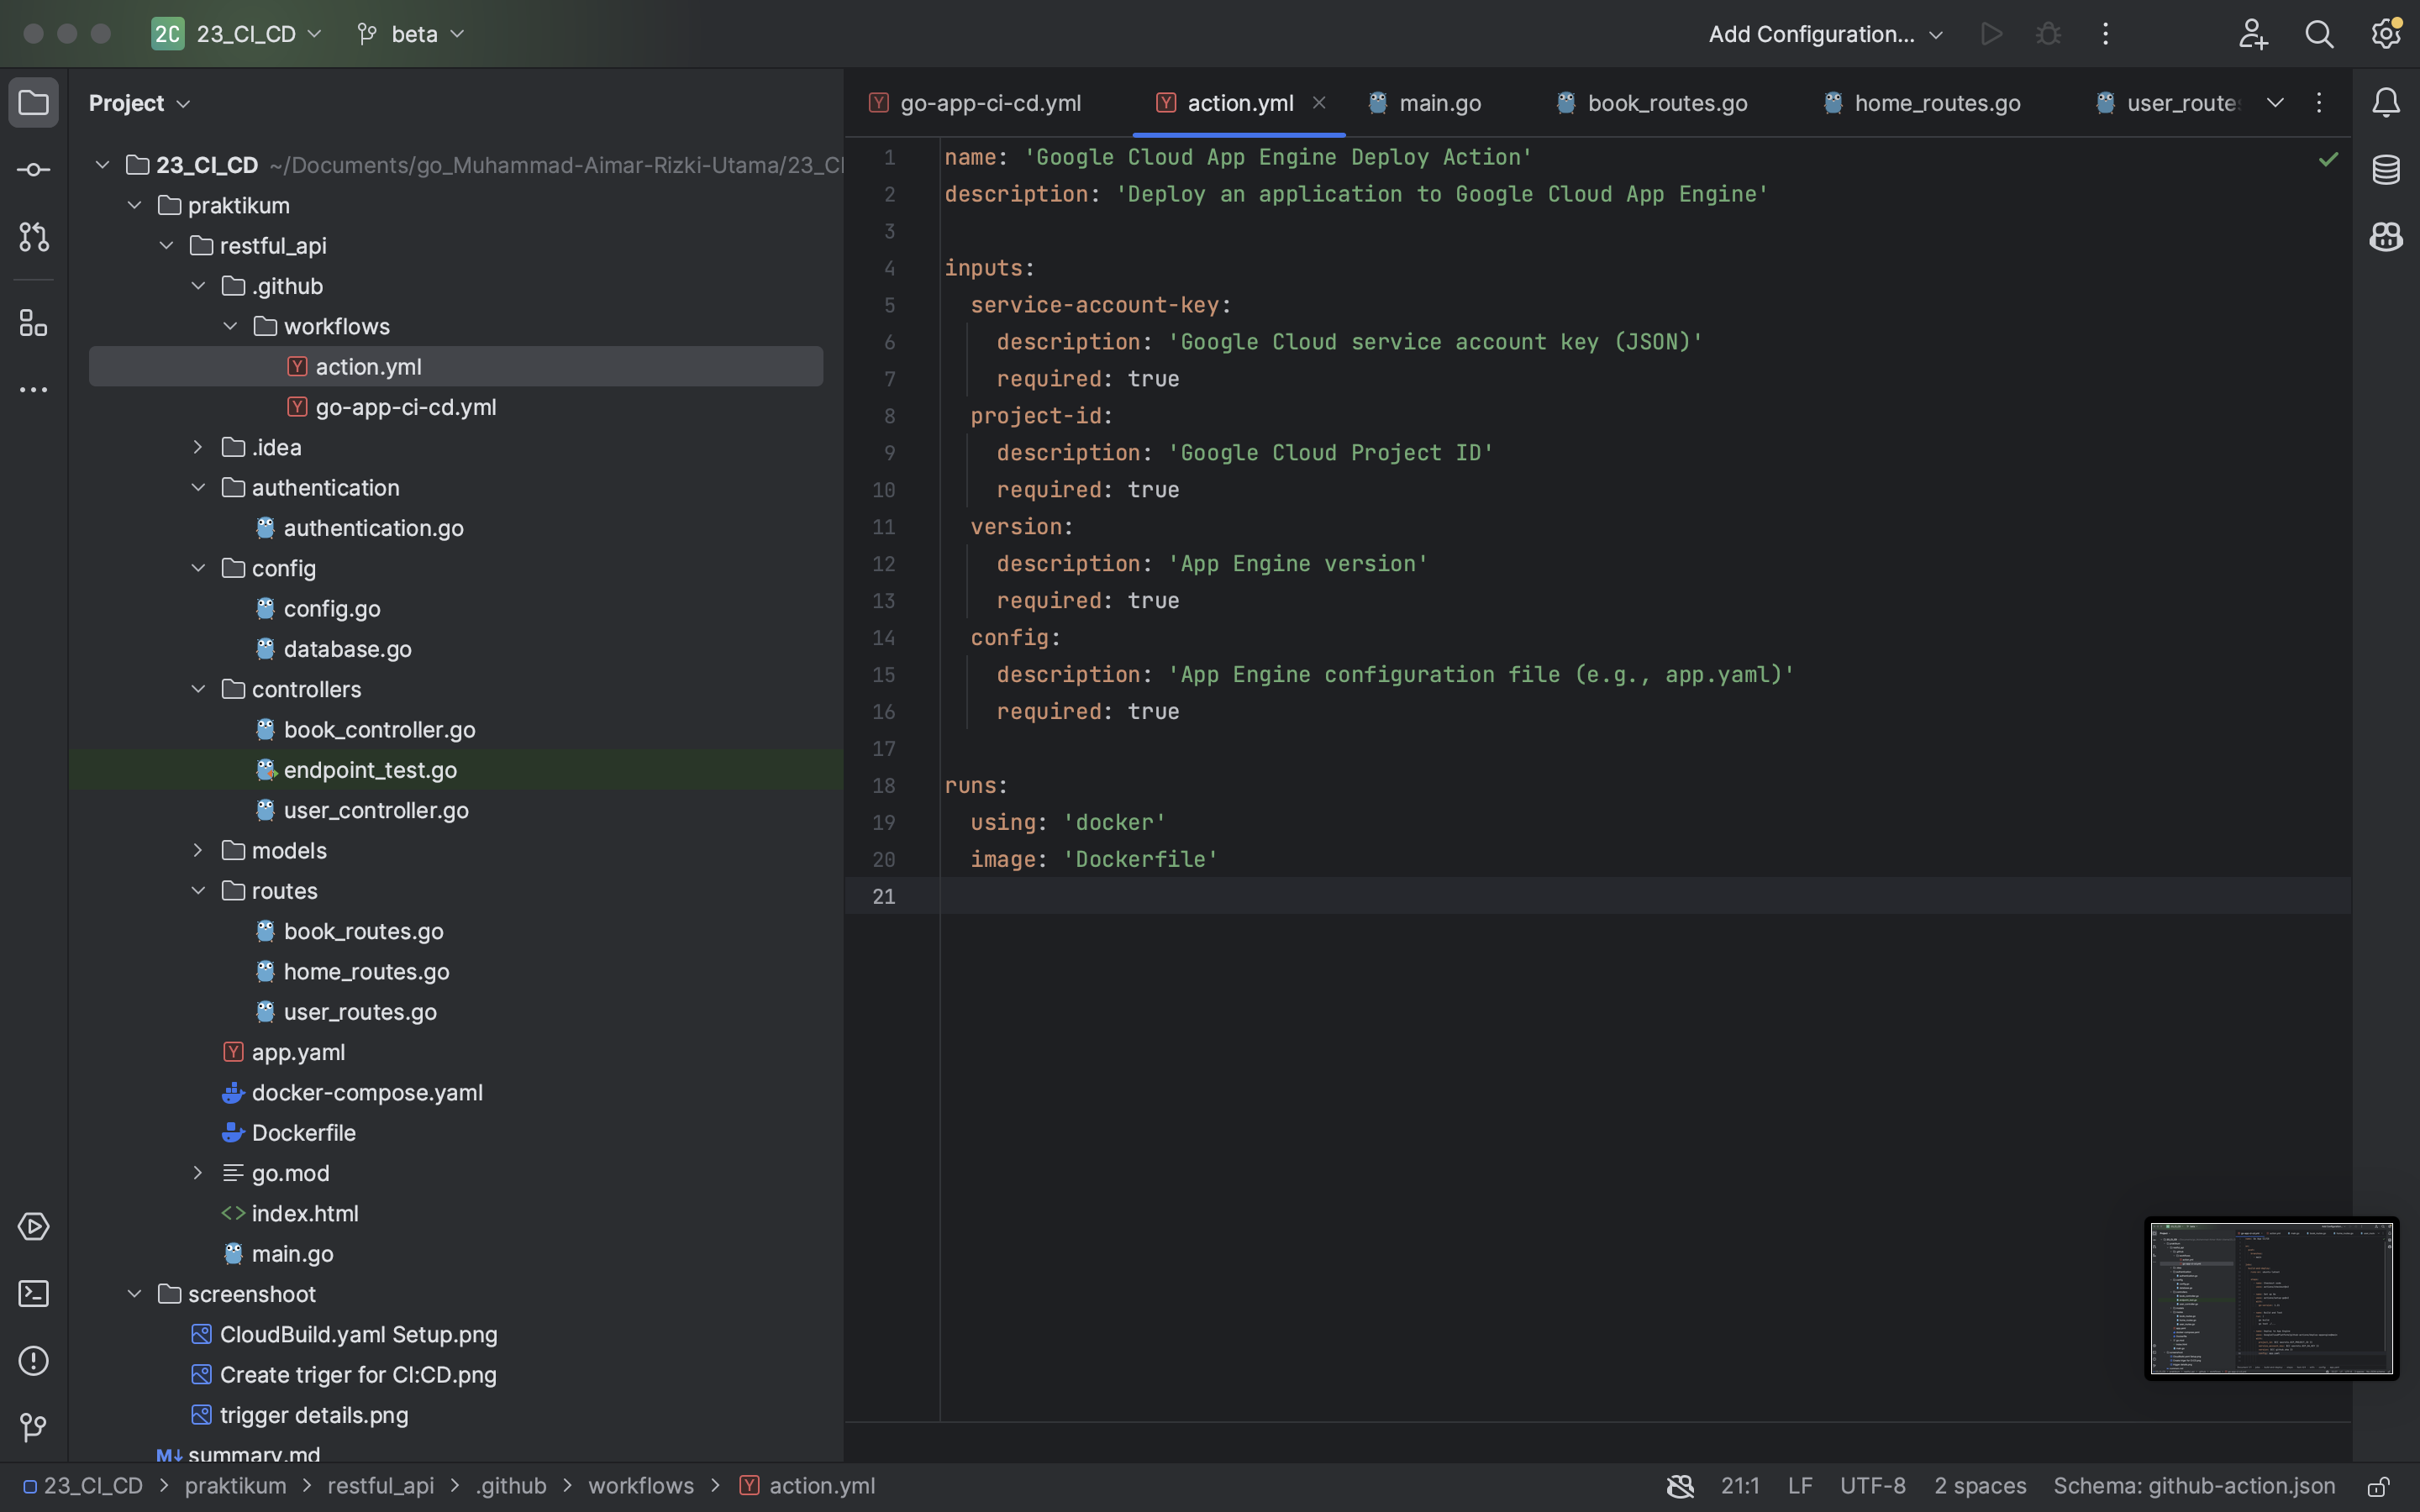 2C 23_CI_CD beta Add Configuration...
Project
go-app-ci-cd.yml action.yml main.go book_routes.go home_routes.go user_route
23_CI_CD ~/Documents/go_Muhammad-Aimar-Rizki-Utama/23_CI
praktikum
restful_api
.github
workflows
action.yml
go-app-ci-cd.yml
.idea
authentication
authentication.go
config
config.go
database.go
controllers
book_controller.go
endpoint_test.go
user_controller.go
models
routes
book_routes.go
home_routes.go
user_routes.go
app.yaml
docker-compose.yaml
Dockerfile
go.mod
index.html
main.go
screenshoot
CloudBuild.yaml Setup.png
Create triger for CI:CD.png
trigger details.png
summary.md
1 name: 'Google Cloud App Engine Deploy Action'
2 description: 'Deploy an application to Google Cloud App Engine'
3
4 inputs:
5 service-account-key:
6 description: 'Google Cloud service account key (JSON)'
7 required: true
8 project-id:
9 description: 'Google Cloud Project ID'
10 required: true
11 version:
12 description: 'App Engine version'
13 required: true
14 config:
15 description: 'App Engine configuration file (e.g., app.yaml)'
16 required: true
17
18 runs:
19 using: 'docker'
20 image: 'Dockerfile'
21
23_CI_CD > praktikum > restful_api > .github > workflows > action.yml 21:1 LF UTF-8 2 spaces Schema: github-action.json